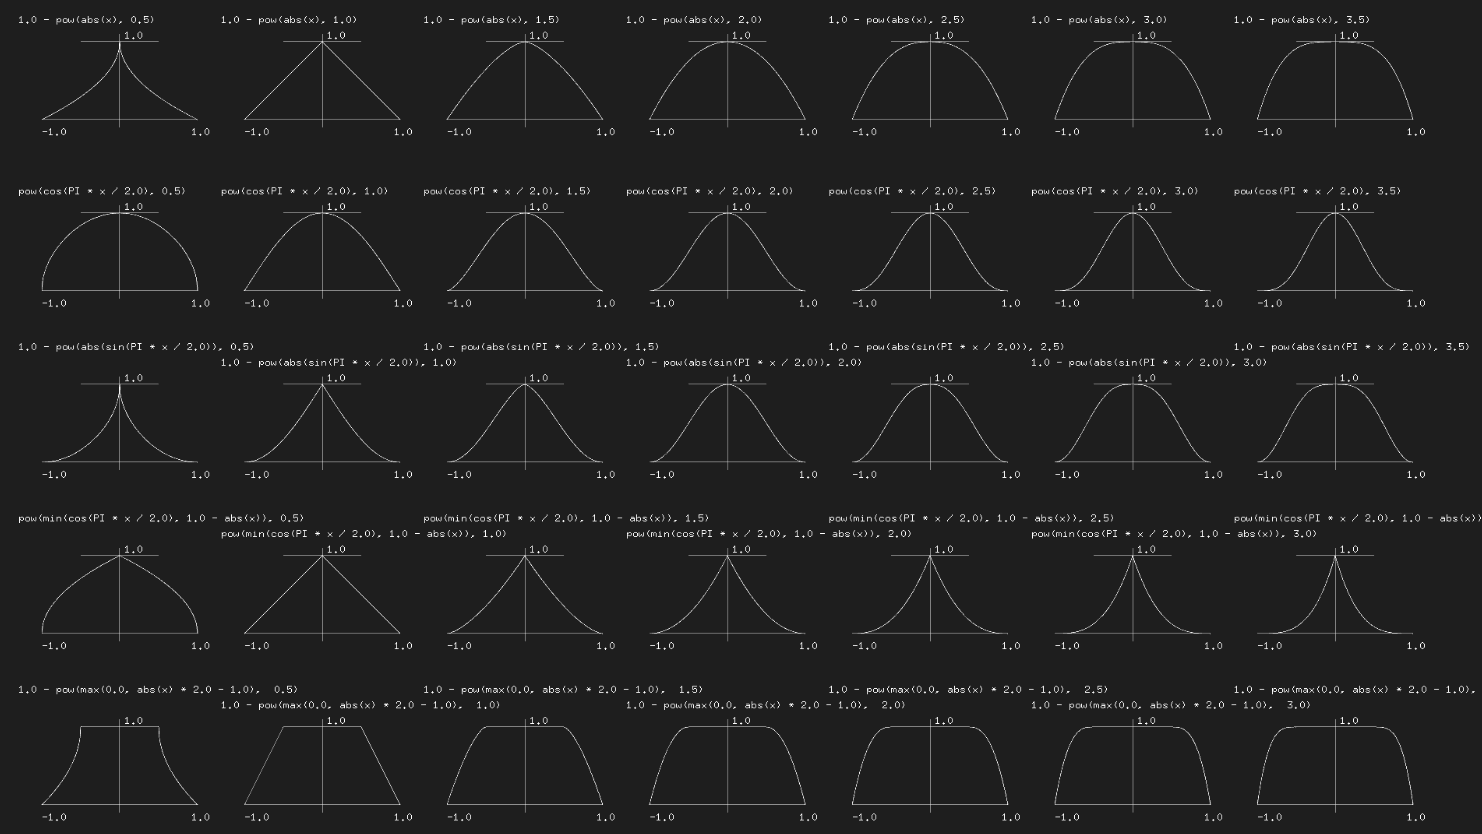 1.0 - pow(abs(x), 0.5)
1.0 - pow(abs(x), 1.0)
1.0 - pow(abs(x), 1.5)
1.0 - pow(abs(x), 2.0)
1.0 - pow(abs(x), 2.5)
1.0 - pow(abs(x), 3.0)
1.0 - pow(abs(x), 3.5)
1.0
1.0
1.0
1.0
1.0
1.0
1.0
-1.0 1.0
-1.0 1.0
-1.0 1.0
-1.0 1.0
-1.0 1.0
-1.0 1.0
-1.0 1.0
pow(cos(PI * x / 2.0), 0.5)
pow(cos(PI * x / 2.0), 1.0)
pow(cos(PI * x / 2.0), 1.5)
pow(cos(PI * x / 2.0), 2.0)
pow(cos(PI * x / 2.0), 2.5)
pow(cos(PI * x / 2.0), 3.0)
pow(cos(PI * x / 2.0), 3.5)
1.0
1.0
1.0
1.0
1.0
1.0
1.0
-1.0 1.0
-1.0 1.0
-1.0 1.0
-1.0 1.0
-1.0 1.0
-1.0 1.0
-1.0 1.0
1.0 - pow(abs(sin(PI * x / 2.0)), 0.5)
1.0 - pow(abs(sin(PI * x / 2.0)), 1.0)
1.0 - pow(abs(sin(PI * x / 2.0)), 1.5)
1.0 - pow(abs(sin(PI * x / 2.0)), 2.0)
1.0 - pow(abs(sin(PI * x / 2.0)), 2.5)
1.0 - pow(abs(sin(PI * x / 2.0)), 3.0)
1.0 - pow(abs(sin(PI * x / 2.0)), 3.5)
1.0
1.0
1.0
1.0
1.0
1.0
1.0
-1.0 1.0
-1.0 1.0
-1.0 1.0
-1.0 1.0
-1.0 1.0
-1.0 1.0
-1.0 1.0
pow(min(cos(PI * x / 2.0), 1.0 - abs(x)), 0.5)
pow(min(cos(PI * x / 2.0), 1.0 - abs(x)), 1.0)
pow(min(cos(PI * x / 2.0), 1.0 - abs(x)), 1.5)
pow(min(cos(PI * x / 2.0), 1.0 - abs(x)), 2.0)
pow(min(cos(PI * x / 2.0), 1.0 - abs(x)), 2.5)
pow(min(cos(PI * x / 2.0), 1.0 - abs(x)), 3.0)
pow(min(cos(PI * x / 2.0), 1.0 - abs(x))
1.0
1.0
1.0
1.0
1.0
1.0
1.0
-1.0 1.0
-1.0 1.0
-1.0 1.0
-1.0 1.0
-1.0 1.0
-1.0 1.0
-1.0 1.0
1.0 - pow(max(0.0, abs(x) * 2.0 - 1.0), 0.5)
1.0 - pow(max(0.0, abs(x) * 2.0 - 1.0), 1.0)
1.0 - pow(max(0.0, abs(x) * 2.0 - 1.0), 1.5)
1.0 - pow(max(0.0, abs(x) * 2.0 - 1.0), 2.0)
1.0 - pow(max(0.0, abs(x) * 2.0 - 1.0), 2.5)
1.0 - pow(max(0.0, abs(x) * 2.0 - 1.0), 3.0)
1.0 - pow(max(0.0, abs(x) * 2.0 - 1.0),
1.0
1.0
1.0
1.0
1.0
1.0
1.0
-1.0 1.0
-1.0 1.0
-1.0 1.0
-1.0 1.0
-1.0 1.0
-1.0 1.0
-1.0 1.0